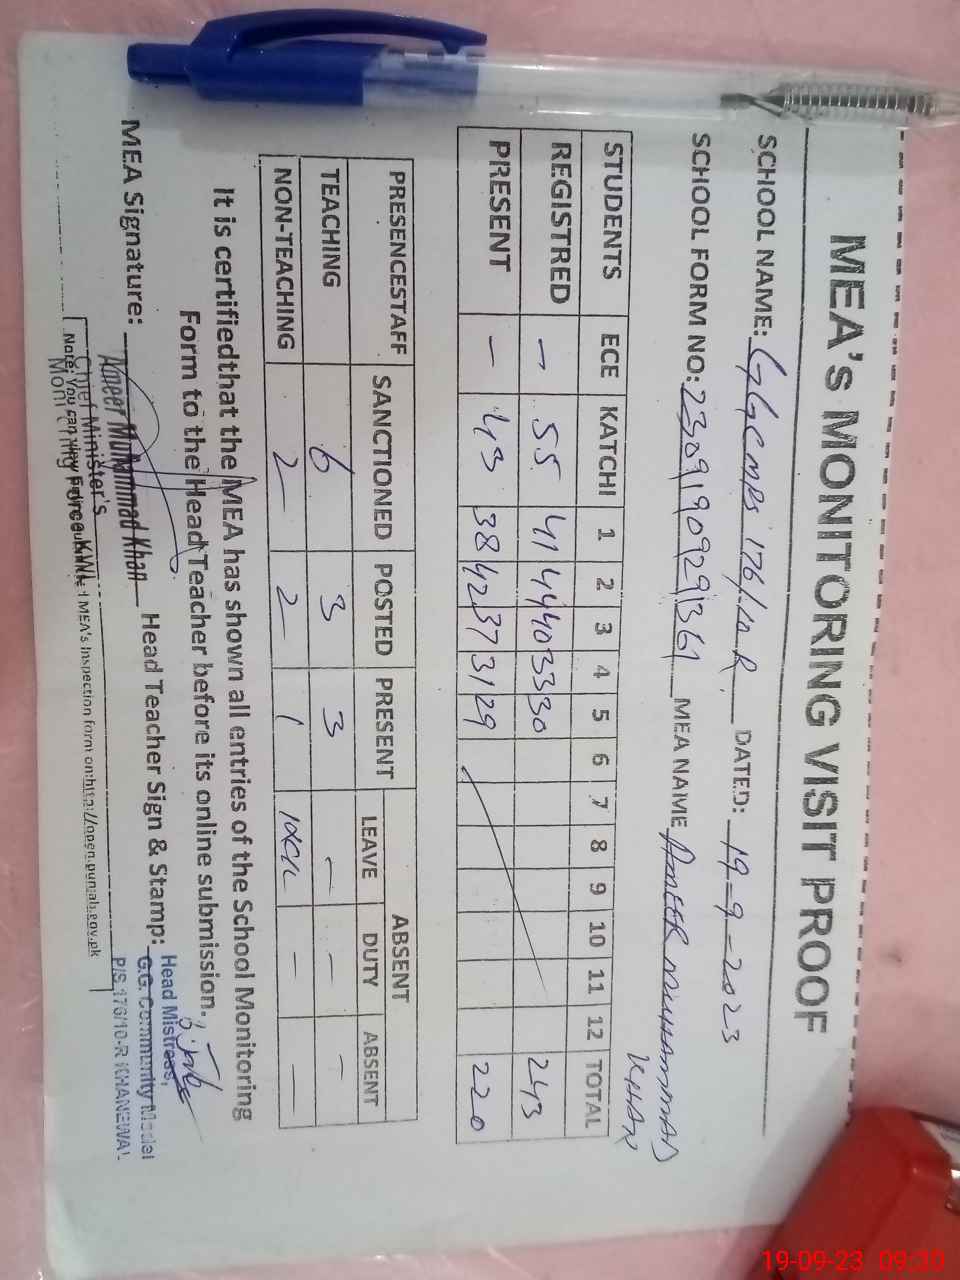 MEA's MONITORING VISIT PROOF
SCHOOL NAME: GGCMPS 176/10.R. DATED: 19-9-2023
SCHOOL FORM NO: 23091909291361 MEA NAME AMEER MUHAMMAD KHAN
STUDENTS ECE KATCHI 1 2 3 4 5 6 7 8 9 10 11 12 TOTAL
REGISTRED - 55 41 44 40 33 30 243
PRESENT - 43 38 42 37 31 29 220
PRESENCESTAFF SANCTIONED POSTED PRESENT ABSENT
LEAVE DUTY ABSENT
TEACHING 6 3 3 - - -
NON-TEACHING 2 2 1 - -
It is certifiedthat the MEA has shown all entries of the School Monitoring
Form to the Head Teacher before its online submission.
MEA Signature: Head Teacher Sign & Stamp:
Ameer Muhammad Khan
Chief Minister's
Monitoring Force KWL
Head Mistress,
G.G. Community Model
P/S 176/10-R KHANEWAL
Note: You can view MEA's Inspection form on:http://open.punjab.gov.pk
19-09-23 09:30